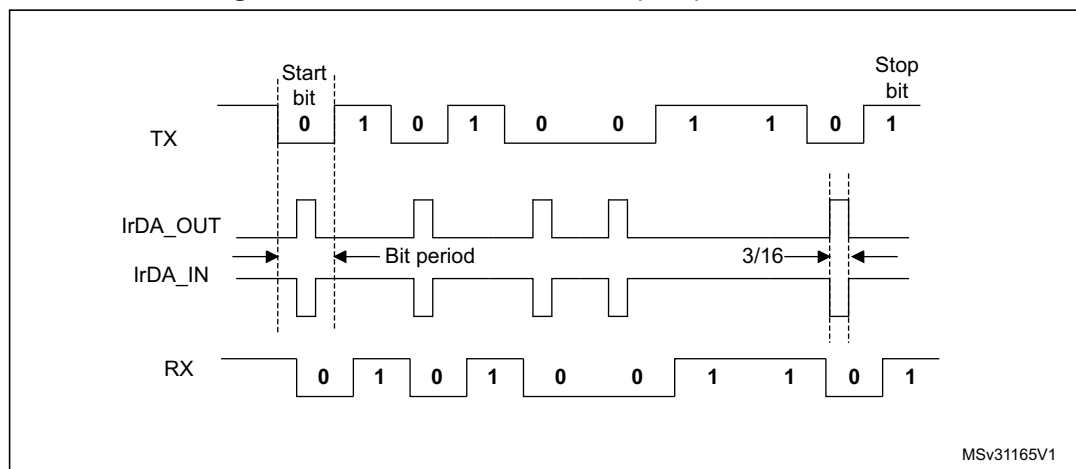 Start
bit
Stop
bit
TX
0 1 0 1 0 0 1 1 0 1
IrDA_OUT
Bit period
3/16
IrDA_IN
RX
0 1 0 1 0 0 1 1 0 1
MSv31165V1